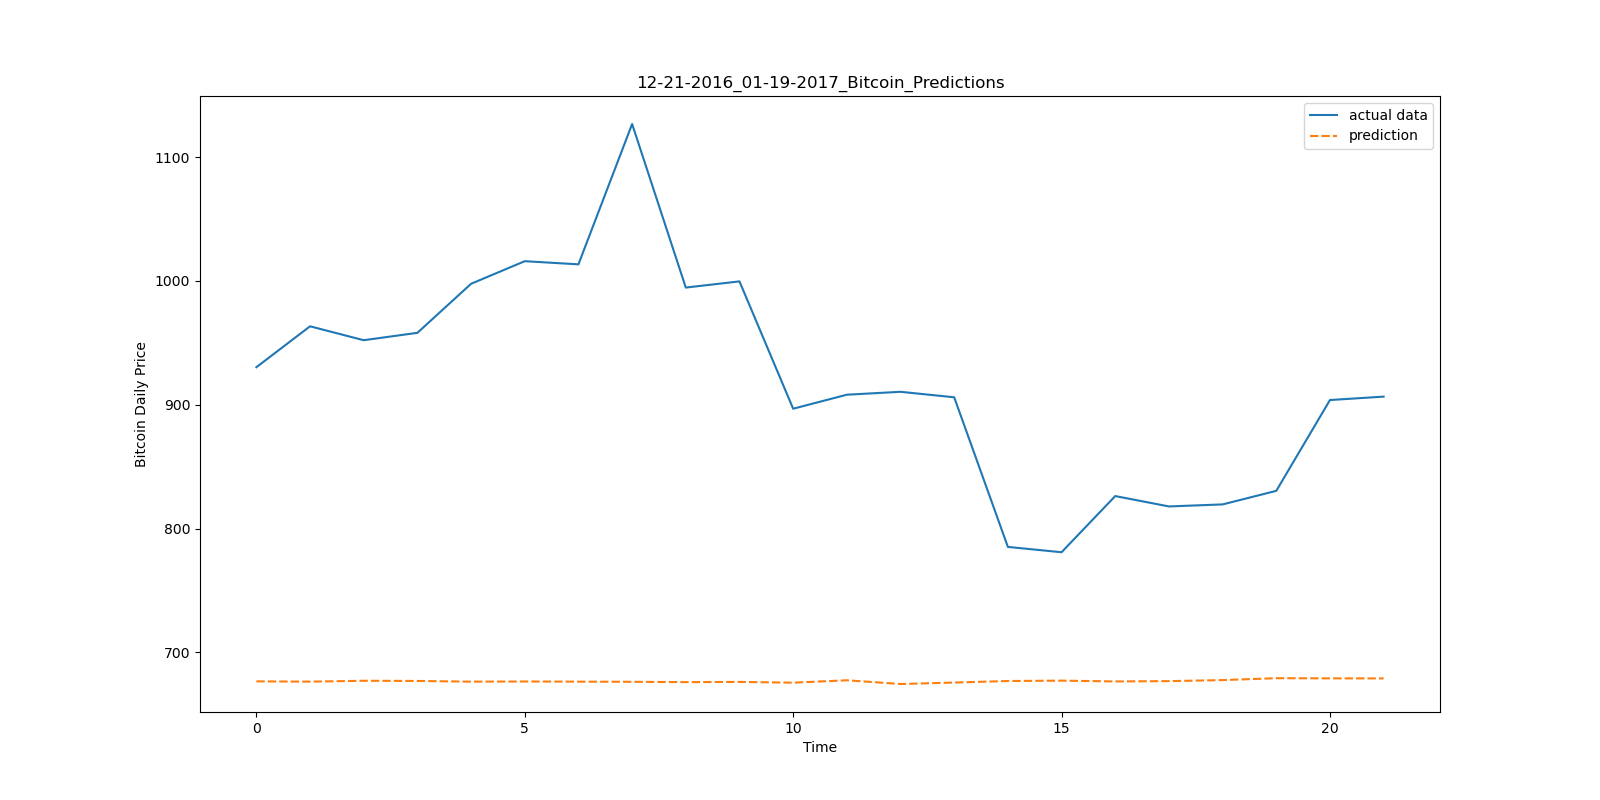 12-21-2016_01-19-2017_Bitcoin_Predictions
actual data
prediction
1100
1000
900
800
700
Bitcoin Daily Price
0 5 10 15 20
Time